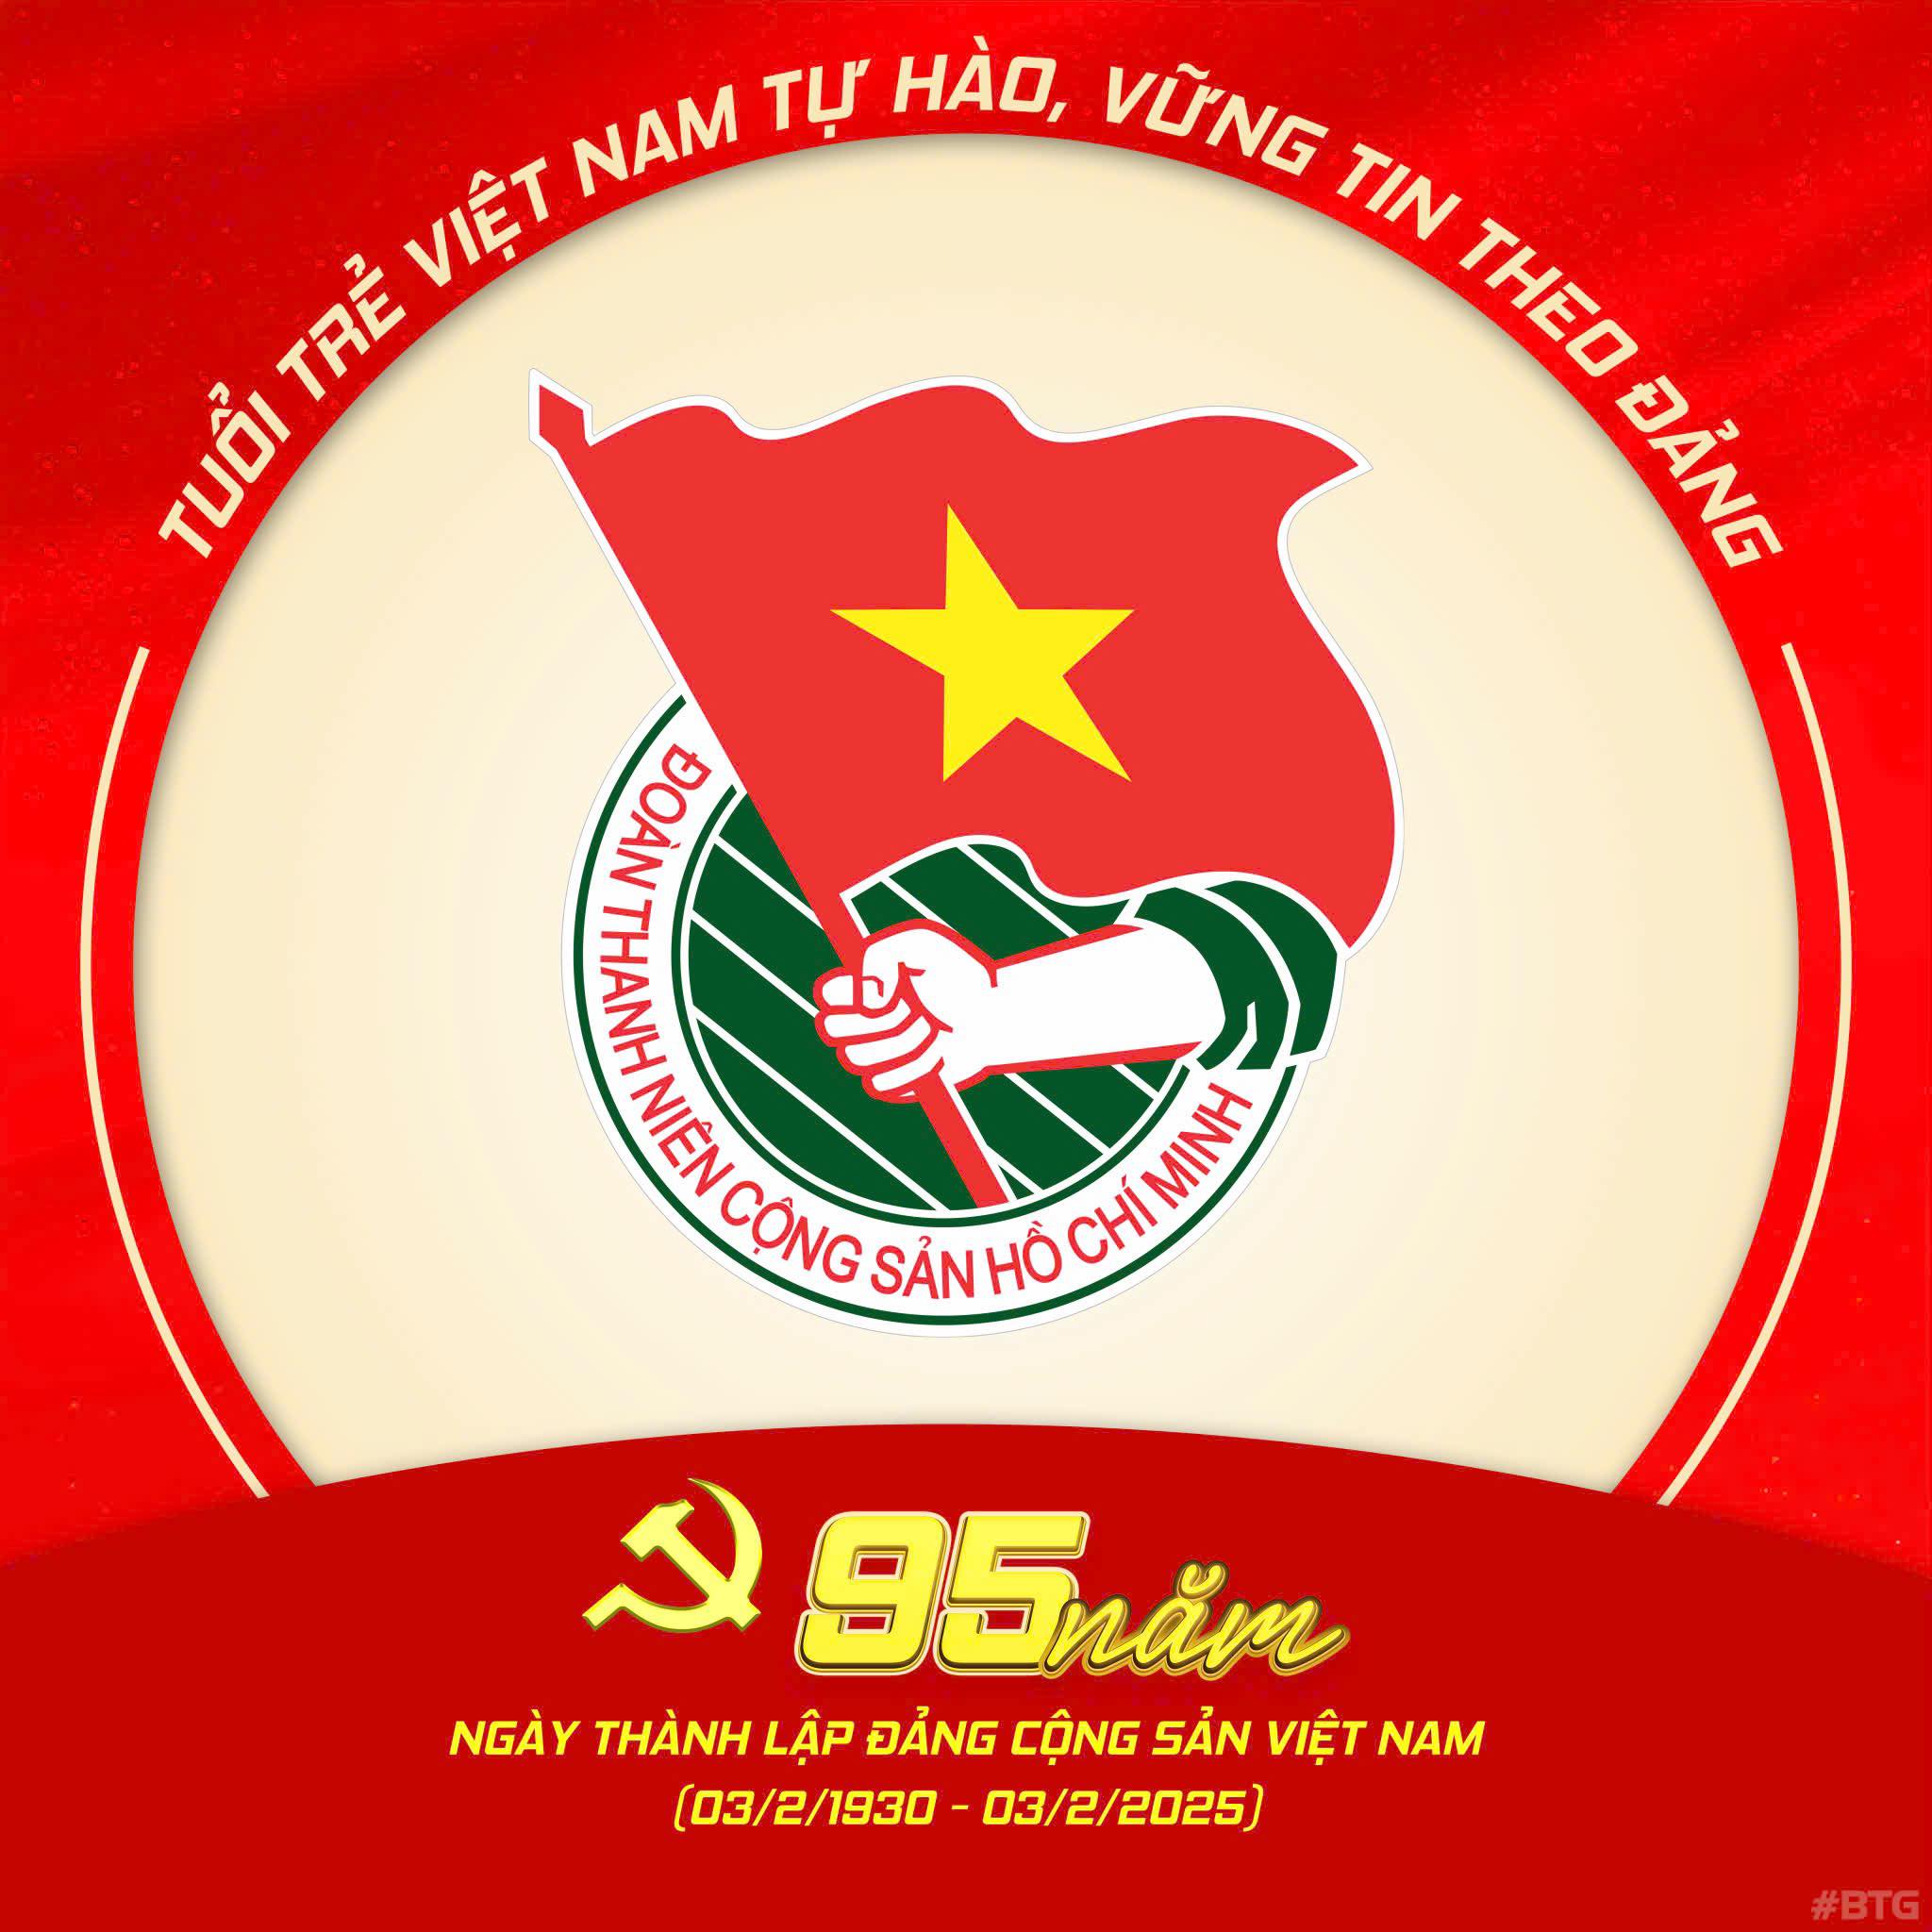 TUỔI TRẺ VIỆT NAM TỰ HÀO, VỮNG TIN THEO ĐẢNG
ĐOÀN THANH NIÊN CỘNG SẢN HỒ CHÍ MINH
95 năm
NGÀY THÀNH LẬP ĐẢNG CỘNG SẢN VIỆT NAM
(03/2/1930 - 03/2/2025)
#BTG